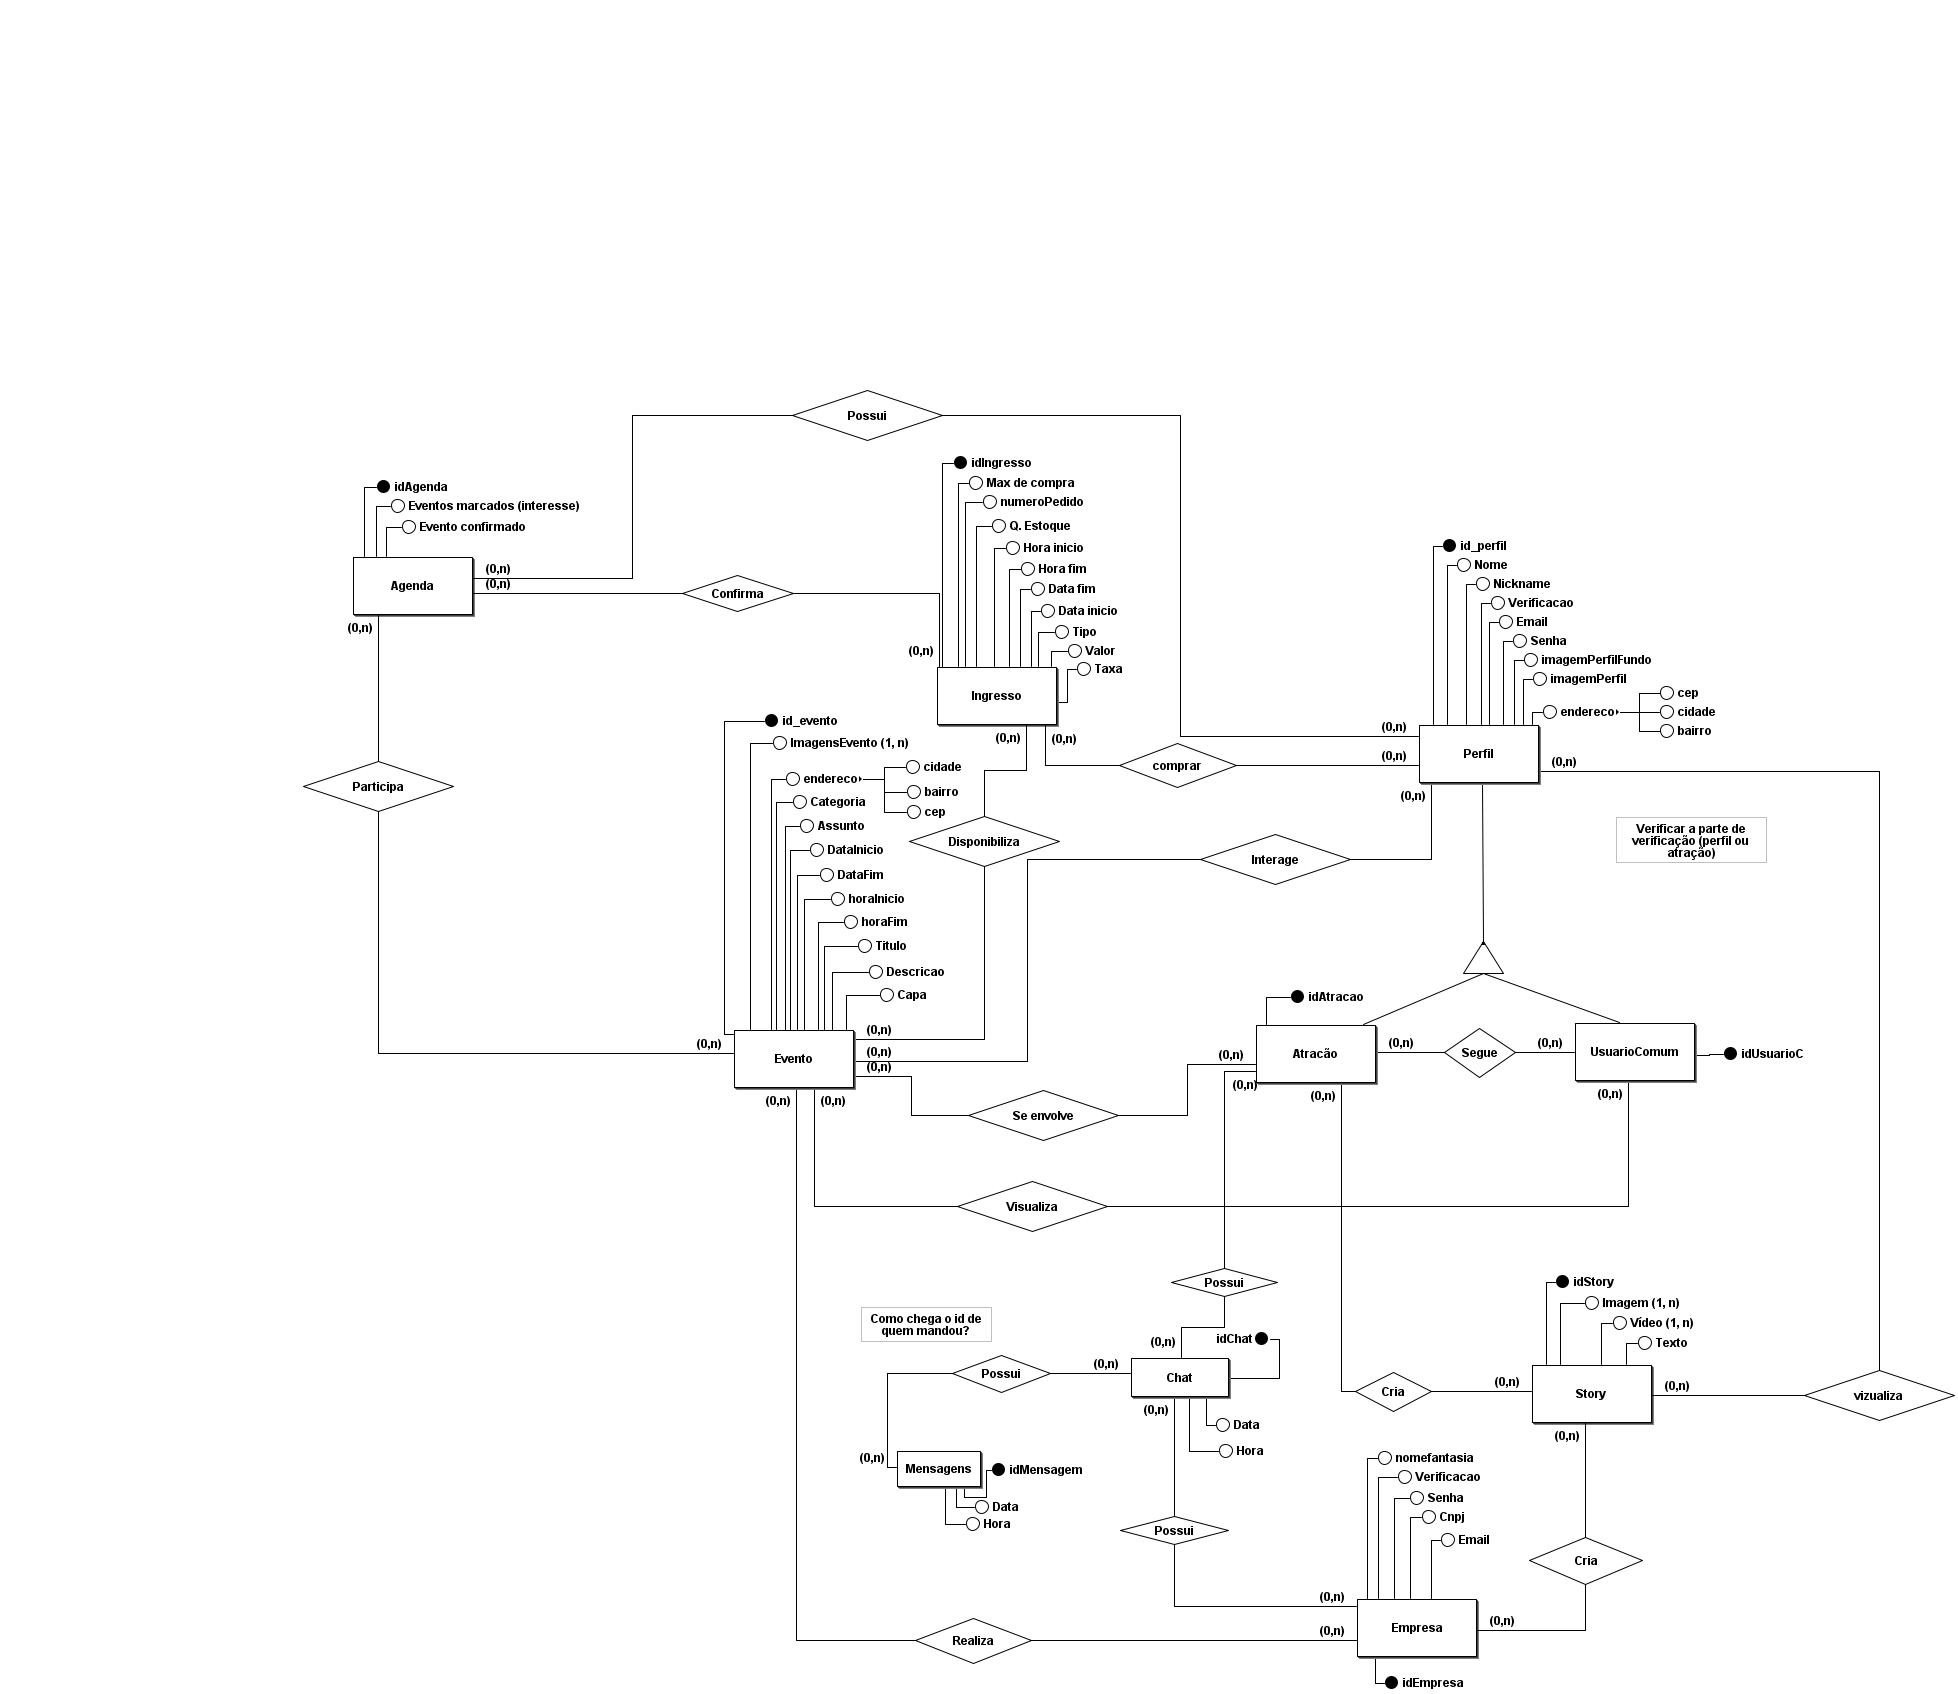 Possui
idAgenda
Eventos marcados (interesse)
Evento confirmado
Agenda
(0,n)
(0,n)
(0,n)
Confirma
idIngresso
Max de compra
numeroPedido
Q. Estoque
Hora inicio
Hora fim
Data fim
Data inicio
Tipo
Valor
Taxa
(0,n)
Ingresso
(0,n)
(0,n)
id_perfil
Nome
Nickname
Verificacao
Email
Senha
imagemPerfilFundo
imagemPerfil
endereco
cep
cidade
bairro
(0,n)
(0,n)
Perfil
(0,n)
(0,n)
comprar
Participa
id_evento
ImagensEvento (1, n)
endereco
cidade
bairro
cep
Categoria
Assunto
DataInicio
DataFim
horaInicio
horaFim
Titulo
Descricao
Capa
Disponibiliza
Interage
Verificar a parte de
verificação (perfil ou
atração)
(0,n)
Evento
(0,n)
(0,n)
(0,n)
(0,n)
(0,n)
idAtracao
(0,n)
(0,n)
Atracão
(0,n)
(0,n)
Segue
(0,n)
UsuarioComum
idUsuarioC
(0,n)
Se envolve
Visualiza
Possui
Como chega o id de
quem mandou?
(0,n)
idChat
Possui
(0,n)
Chat
(0,n)
Data
Hora
(0,n)
Mensagens
idMensagem
Data
Hora
idStory
Imagem (1, n)
Vídeo (1, n)
Texto
Cria
(0,n)
Story
(0,n)
(0,n)
vizualiza
Possui
nomefantasia
Verificacao
Senha
Cnpj
Email
Cria
(0,n)
(0,n)
Empresa
(0,n)
Realiza
idEmpresa